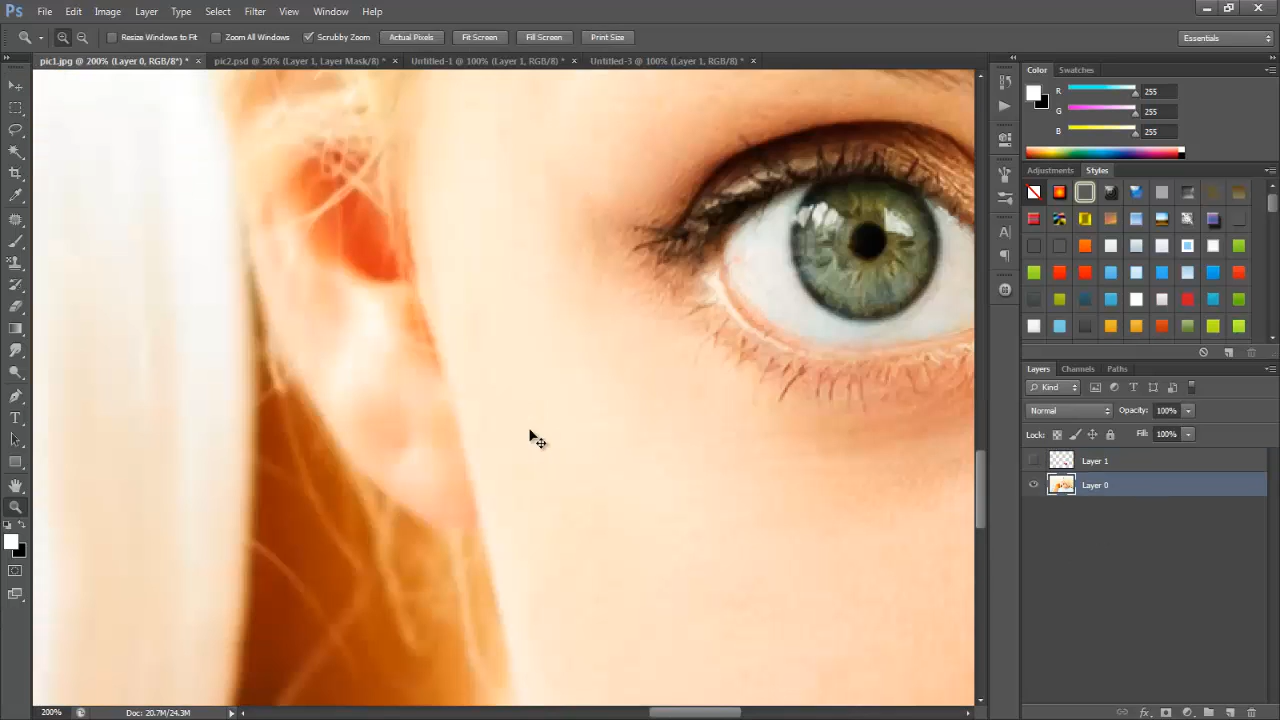 Ps File Edit Image Layer Type Select Filter View Window Help
Resize Windows to Fit Zoom All Windows Scrubby Zoom Actual Pixels Fit Screen Fill Screen Print Size Essentials
pic1.jpg @ 200% (Layer 0, RGB/8*) * × pic2.psd @ 50% (Layer 1, Layer Mask/8) * × Untitled-1 @ 100% (Layer 1, RGB/8) * × Untitled-3 @ 100% (Layer 1, RGB/8) * ×
Color Swatches
R 255
G 255
B 255
Adjustments Styles
Layers Channels Paths
Kind
Normal Opacity: 100%
Lock: Fill: 100%
Layer 1
Layer 0
200% Doc: 20.7M/24.3M